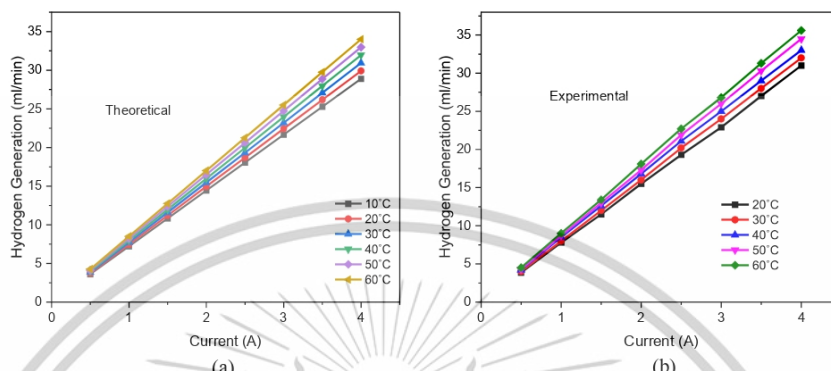 35
30
25
20
15
10
5
0
Hydrogen Generation (ml/min)
Theoretical
10°C
20°C
30°C
40°C
50°C
60°C
0 1 2 3 4
Current (A)
(a)
35
30
25
20
15
10
5
0
Hydrogen Generation (ml/min)
Experimental
20°C
30°C
40°C
50°C
60°C
0 1 2 3 4
Current (A)
(b)